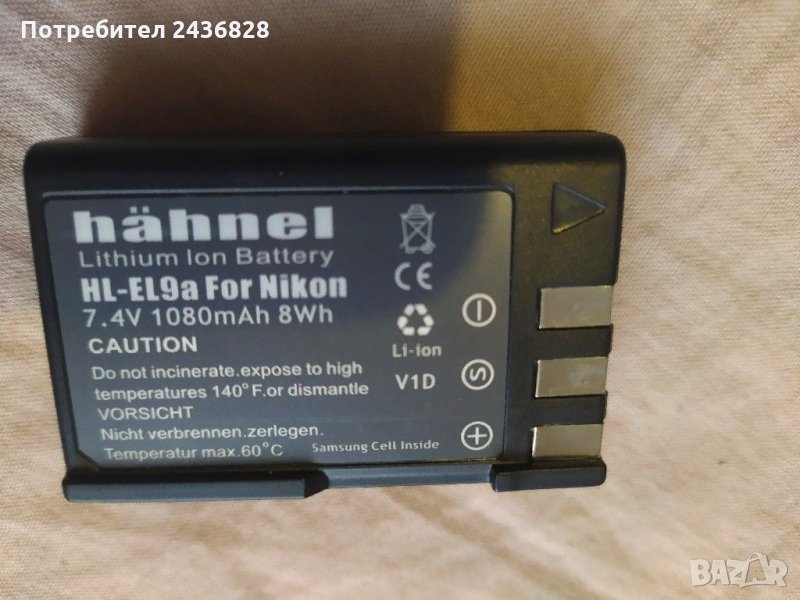 Потребител 2436828
hähnel
Lithium Ion Battery
HL-EL9a For Nikon
7.4V 1080mAh 8Wh
CAUTION
Do not incinerate.expose to high
temperatures 140°F.or dismantle
VORSICHT
Nicht verbrennen.zerlegen.
Temperatur max.60°C
CE
Li-ion
V1D
Samsung Cell Inside
−
S
+
BAZAR